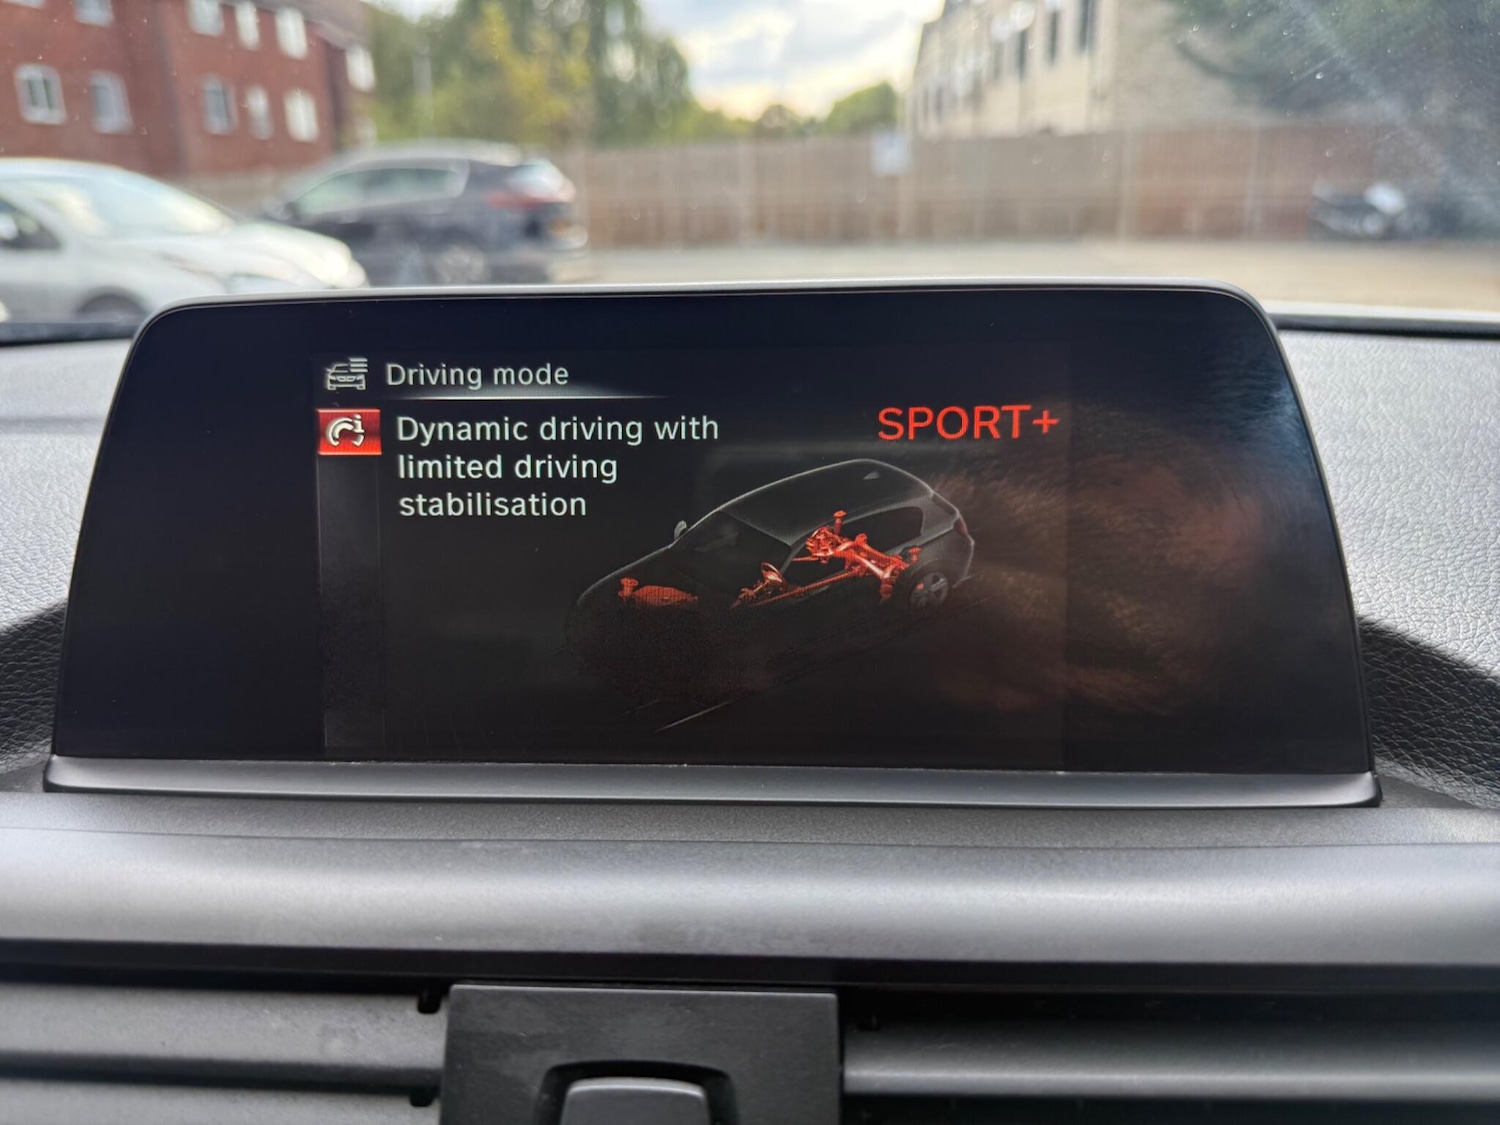 Driving mode
Dynamic driving with
limited driving
stabilisation
SPORT+